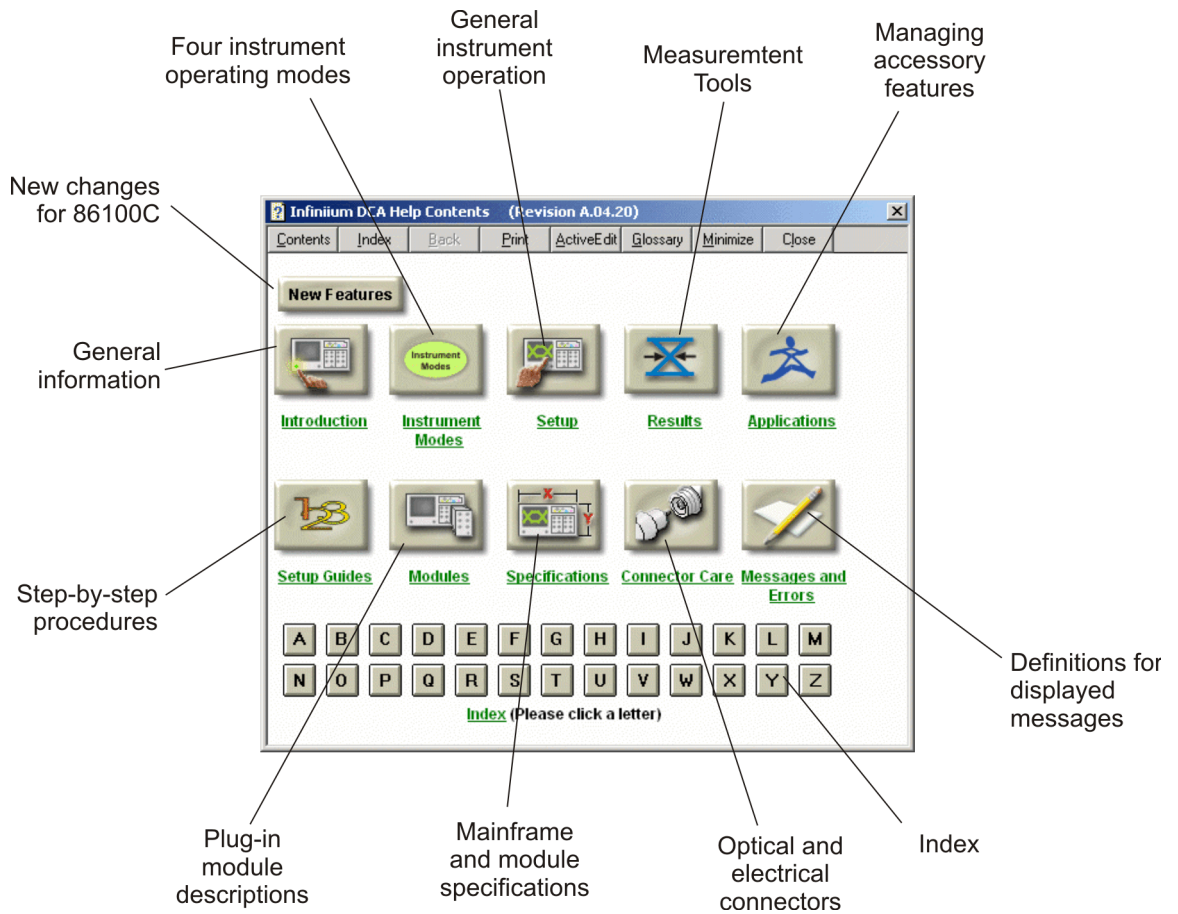 Four instrument
operating modes
General
instrument
operation
Measuremtent
Tools
Managing
accessory
features
New changes
for 86100C
General
information
Step-by-step
procedures
Infiniium DCA Help Contents (Revision A.04.20)
Contents Index Back Print ActiveEdit Glossary Minimize Close
New Features
Instrument
Modes
Introduction
Instrument
Modes
Setup
Results
Applications
123
X
Y
Setup Guides
Modules
Specifications
Connector Care
Messages and
Errors
A B C D E F G H I J K L M
N O P Q R S T U V W X Y Z
Index (Please click a letter)
Definitions for
displayed
messages
Plug-in
module
descriptions
Mainframe
and module
specifications
Optical and
electrical
connectors
Index